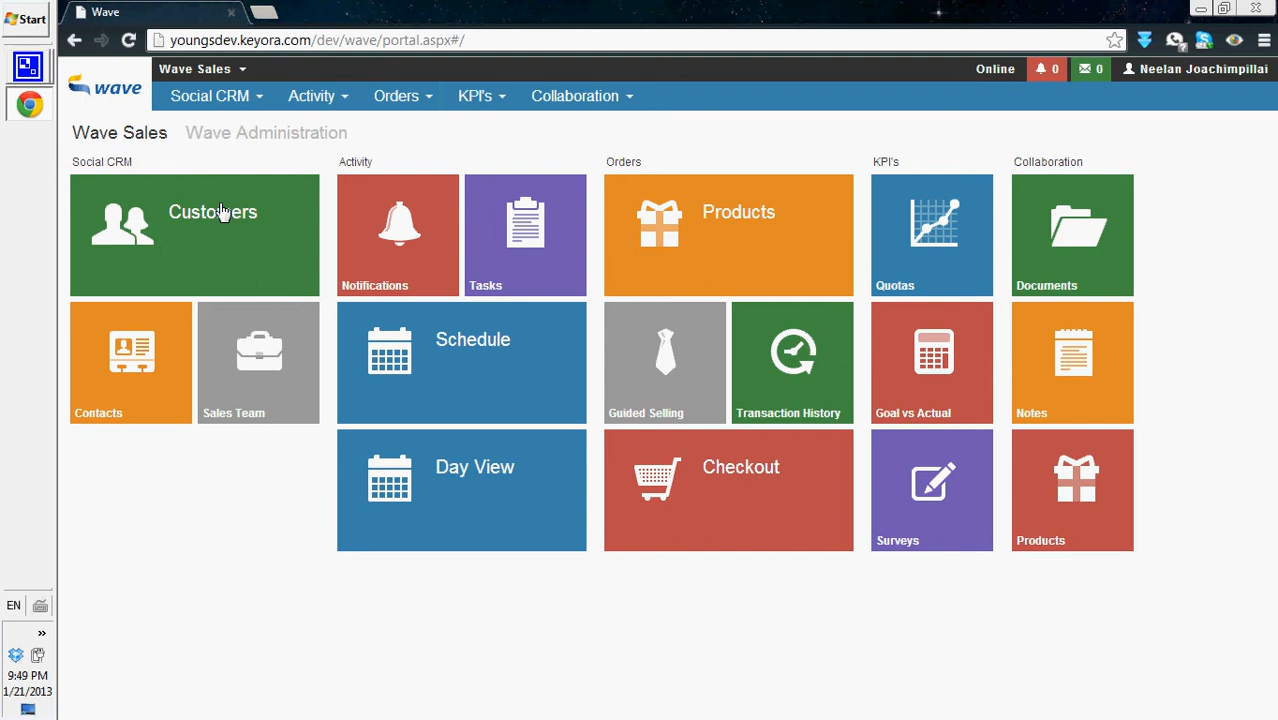 Start
Wave
youngsdev.keyora.com/dev/wave/portal.aspx#/
wave
Wave Sales
Online
0
0
Neelan Joachimpillai
Social CRM
Activity
Orders
KPI's
Collaboration
Wave Sales
Wave Administration
Social CRM
Activity
Orders
KPI's
Collaboration
Customers
Products
Notifications
Tasks
Quotas
Documents
Schedule
Contacts
Sales Team
Guided Selling
Transaction History
Goal vs Actual
Notes
Day View
Checkout
Surveys
Products
EN
»
9:49 PM
1/21/2013